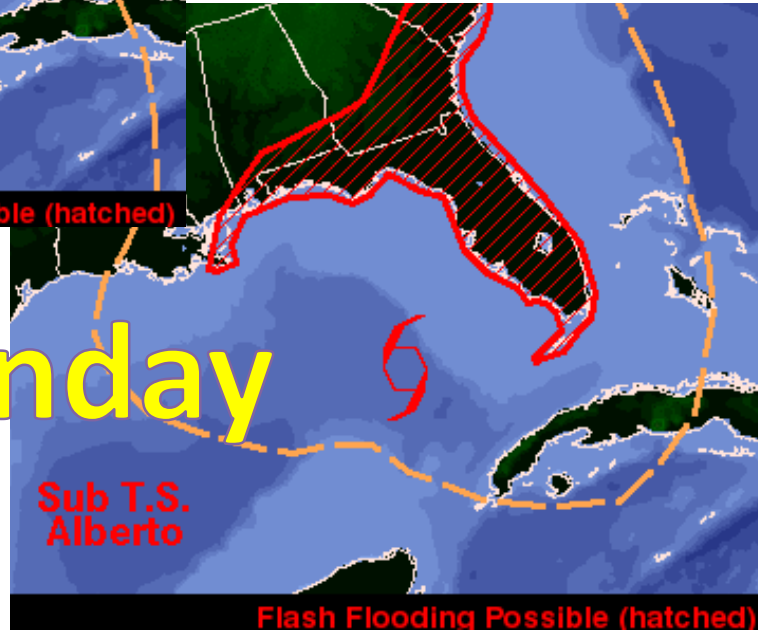 ble (hatched)
nday
Sub T.S.
Alberto
Flash Flooding Possible (hatched)